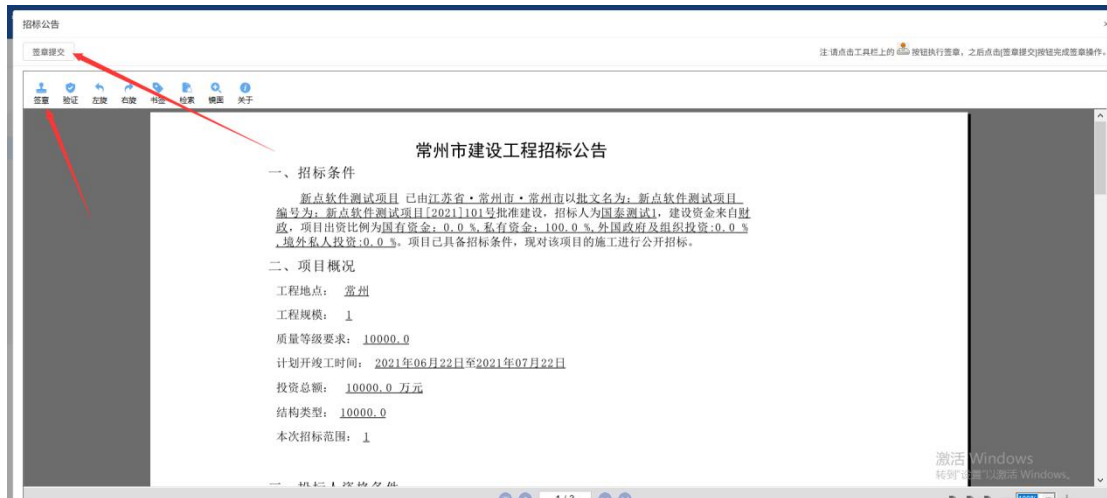 招标公告
签章提交
注:请点击工具栏上的 按钮执行签章，之后点击[签章提交]按钮完成签章操作。
签章 验证 左旋 右旋 书签 检索 镜面 关于
常州市建设工程招标公告
一、招标条件
新点软件测试项目 已由江苏省·常州市·常州市以批文名为: 新点软件测试项目
编号为: 新点软件测试项目[2021]101号批准建设，招标人为国泰测试1，建设资金来自财
政，项目出资比例为国有资金: 0.0 %,私有资金: 100.0 %,外国政府及组织投资:0.0 %
,境外私人投资:0.0 %。项目已具备招标条件，现对该项目的施工进行公开招标。
二、项目概况
工程地点： 常州
工程规模： 1
质量等级要求: 10000.0
计划开竣工时间: 2021年06月22日至2021年07月22日
投资总额： 10000.0 万元
结构类型: 10000.0
本次招标范围: 1
激活 Windows
转到"设置"以激活 Windows。
三、投标人资格条件
1 / 3